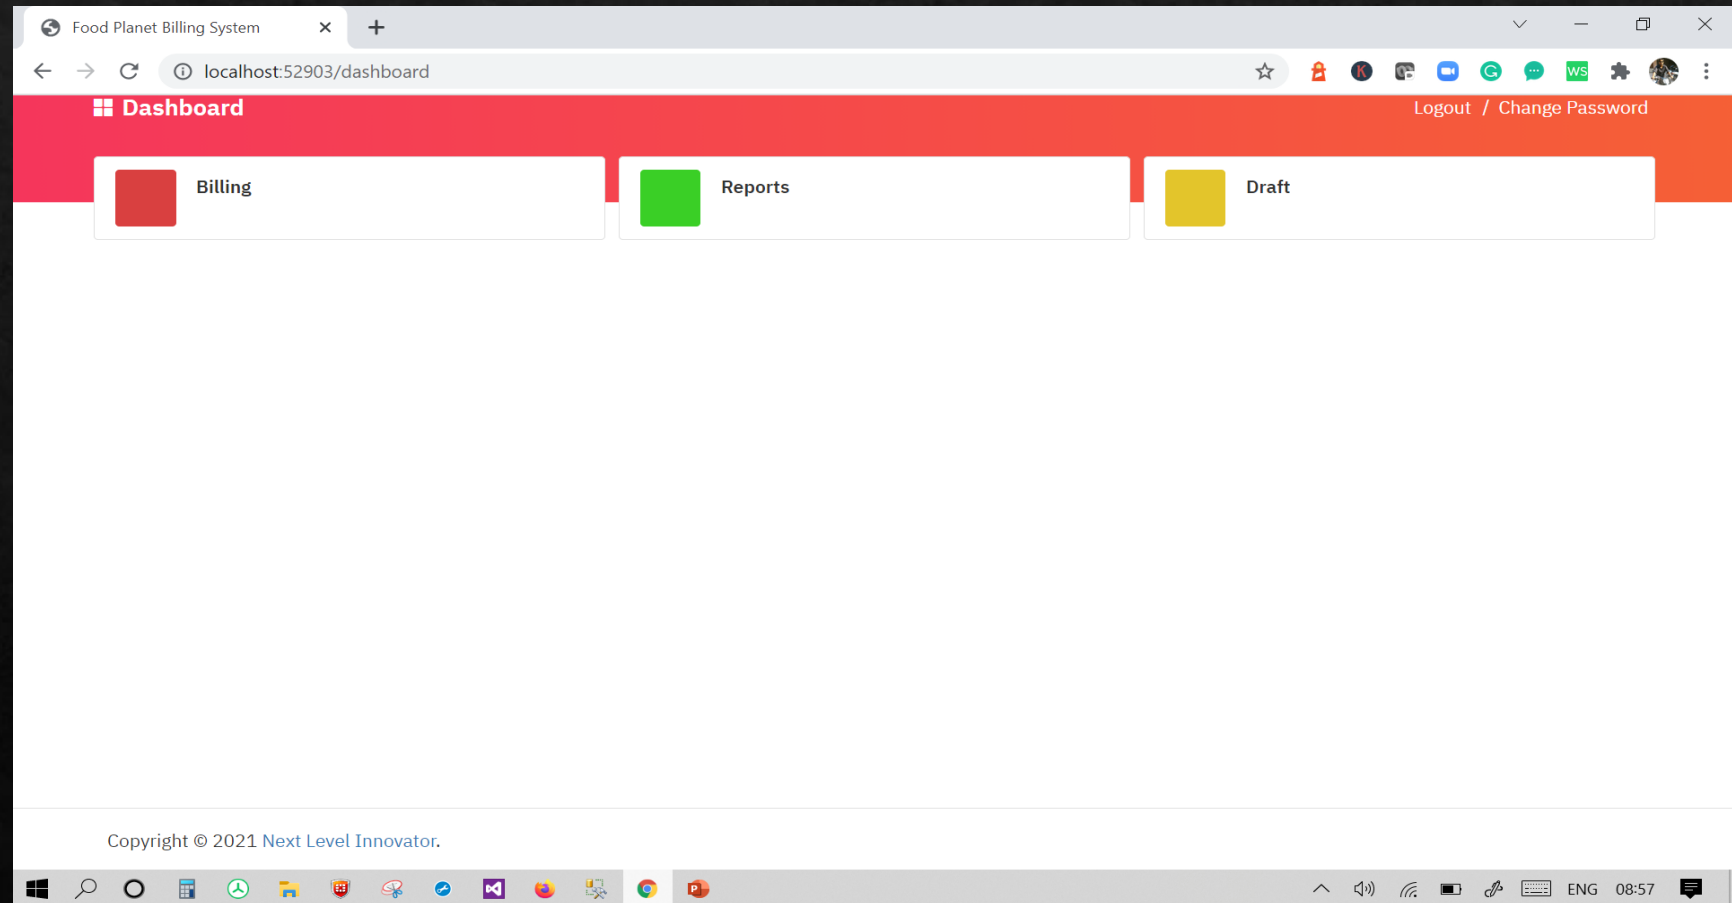 Food Planet Billing System
localhost:52903/dashboard
K
G
WS
Dashboard
Logout / Change Password
Billing
Reports
Draft
Copyright © 2021 Next Level Innovator.
P
ENG 08:57